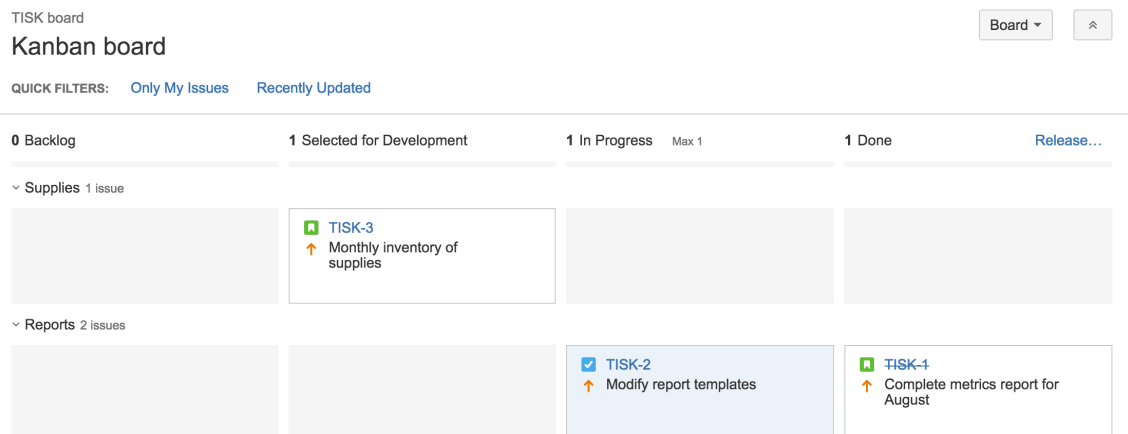 TISK board
Board
Kanban board
QUICK FILTERS: Only My Issues Recently Updated
0 Backlog 1 Selected for Development 1 In Progress Max 1 1 Done Release...
Supplies 1 issue
TISK-3
Monthly inventory of
supplies
Reports 2 issues
TISK-2
Modify report templates
TISK-1
Complete metrics report for
August